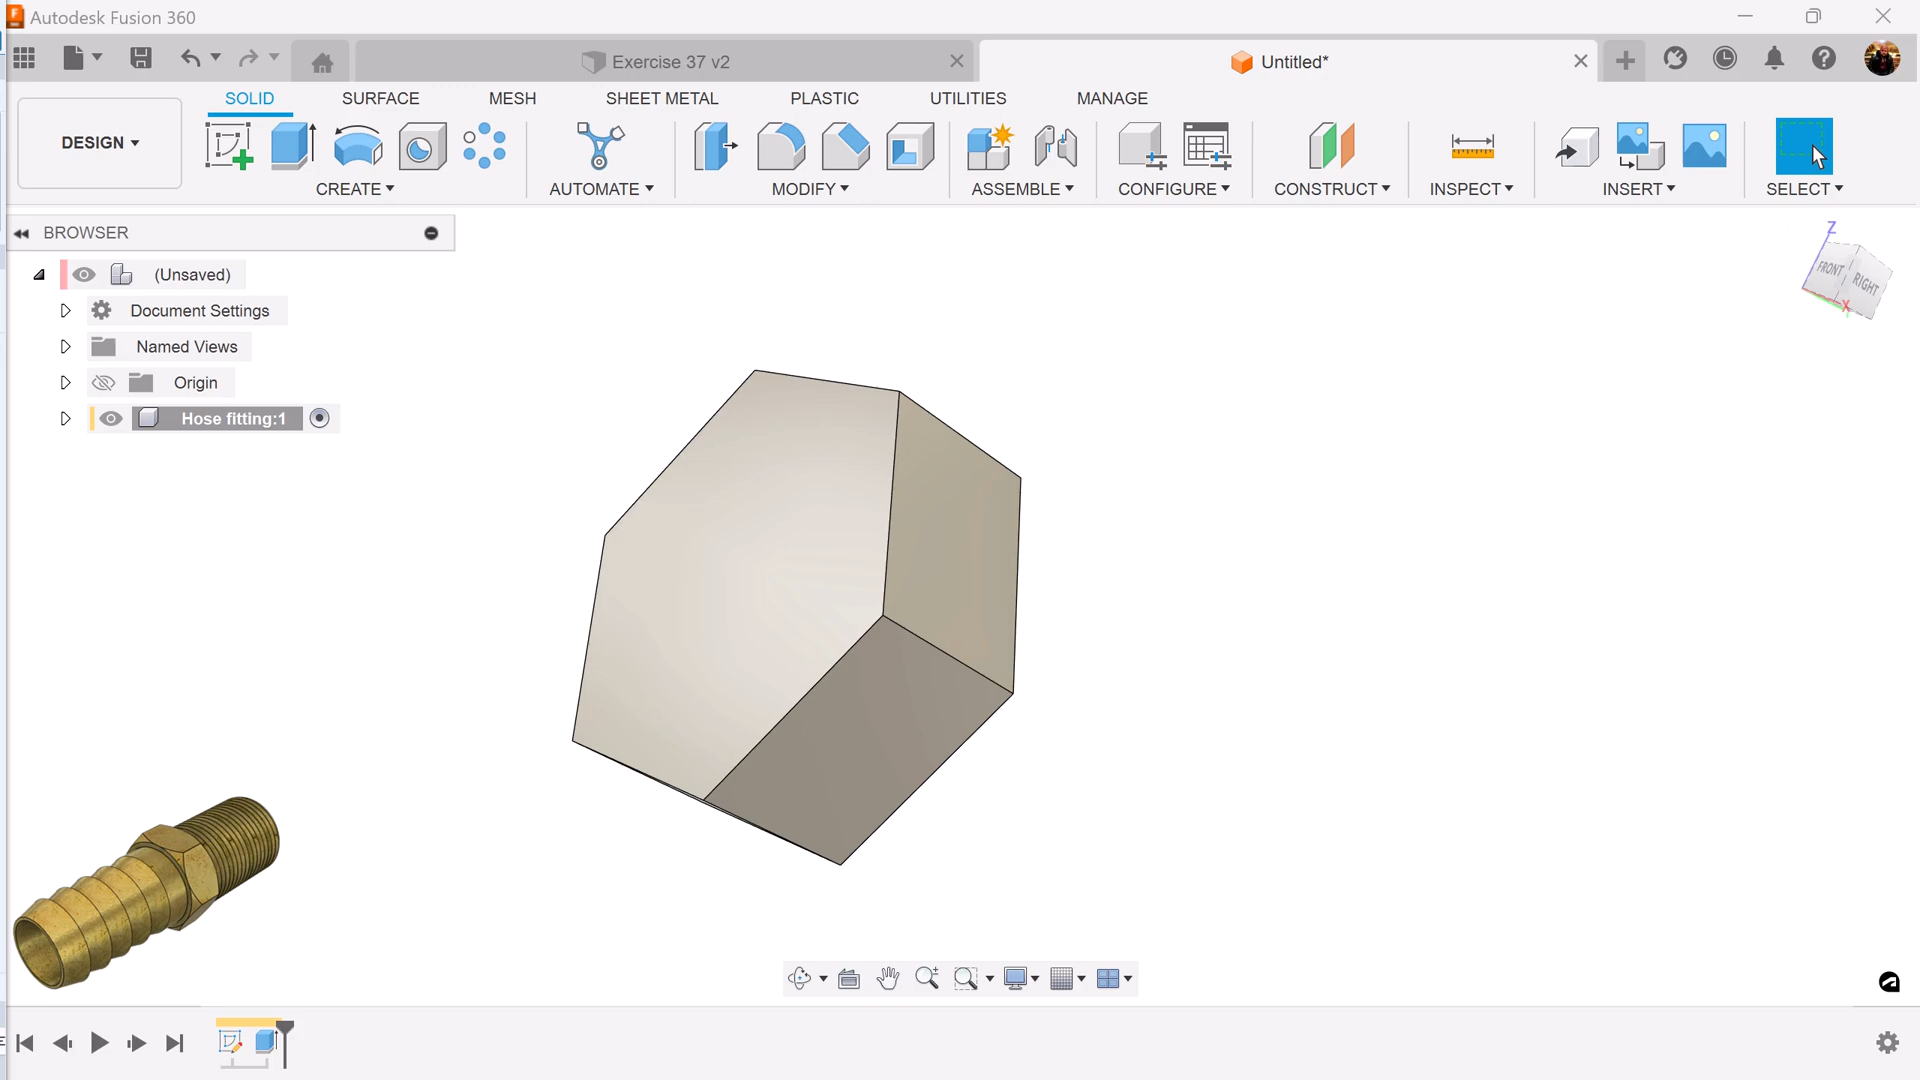 Autodesk Fusion 360
Exercise 37 v2
Untitled*
SOLID
SURFACE
MESH
SHEET METAL
PLASTIC
UTILITIES
MANAGE
DESIGN
CREATE
AUTOMATE
MODIFY
ASSEMBLE
CONFIGURE
CONSTRUCT
INSPECT
INSERT
SELECT
BROWSER
(Unsaved)
Document Settings
Named Views
Origin
Hose fitting:1
Z
FRONT
RIGHT
X